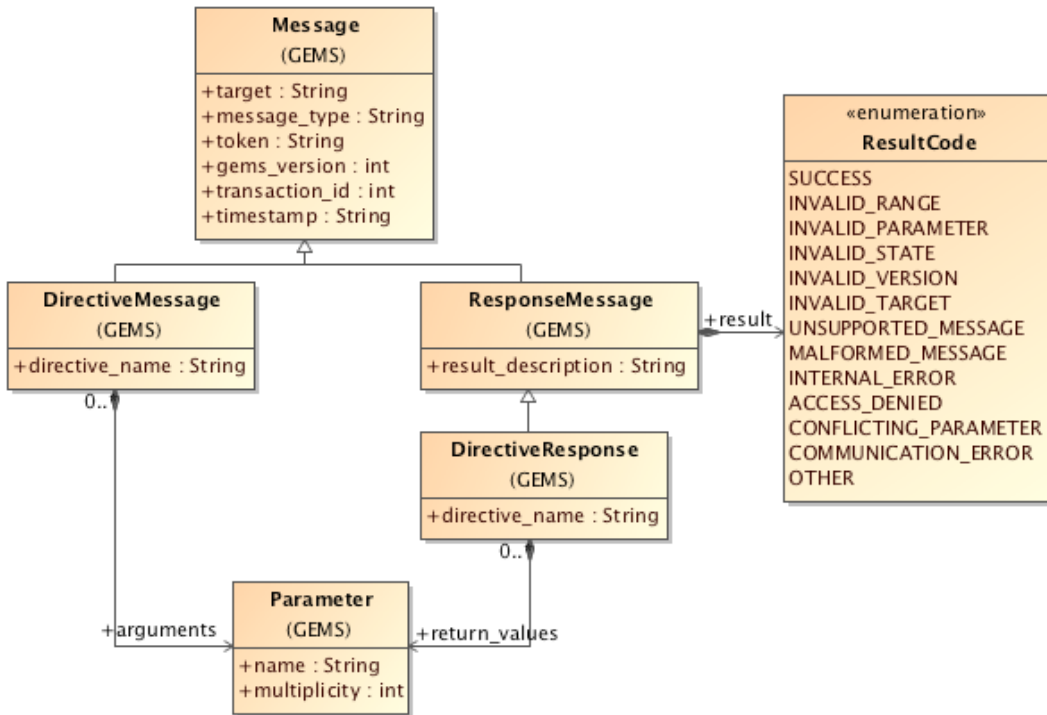 Message
(GEMS)
+target : String
+message_type : String
+token : String
+gems_version : int
+transaction_id : int
+timestamp : String
«enumeration»
ResultCode
SUCCESS
INVALID_RANGE
INVALID_PARAMETER
INVALID_STATE
INVALID_VERSION
INVALID_TARGET
UNSUPPORTED_MESSAGE
MALFORMED_MESSAGE
INTERNAL_ERROR
ACCESS_DENIED
CONFLICTING_PARAMETER
COMMUNICATION_ERROR
OTHER
DirectiveMessage
(GEMS)
+directive_name : String
0..
ResponseMessage
(GEMS)
+result_description : String
+result
DirectiveResponse
(GEMS)
+directive_name : String
0..
+arguments
Parameter
(GEMS)
+name : String
+multiplicity : int
+return_values